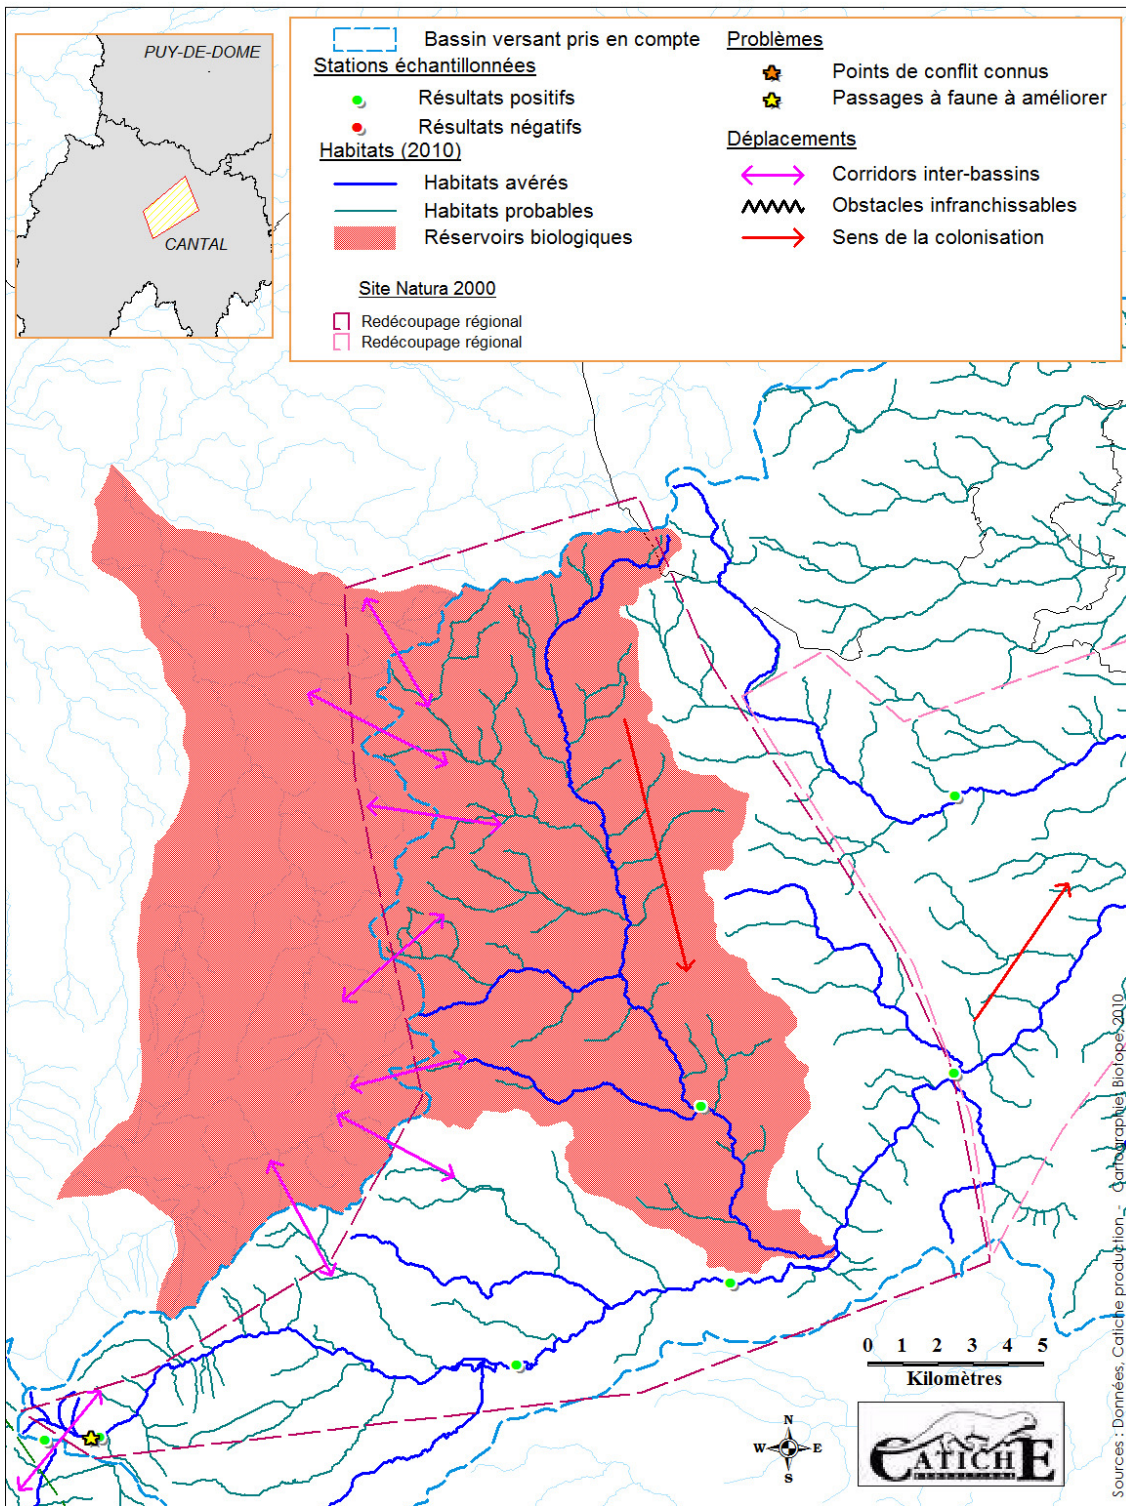 PUY-DE-DOME
CANTAL
Bassin versant pris en compte
Stations échantillonnées
Résultats positifs
Résultats négatifs
Habitats (2010)
Habitats avérés
Habitats probables
Réservoirs biologiques
Site Natura 2000
Redécoupage régional
Redécoupage régional
Problèmes
Points de conflit connus
Passages à faune à améliorer
Déplacements
Corridors inter-bassins
Obstacles infranchissables
Sens de la colonisation
0 1 2 3 4 5
Kilomètres
N
W E
S
CATICHE
Sources : Données, Catiche production - Cartographie, Biotope, 2010